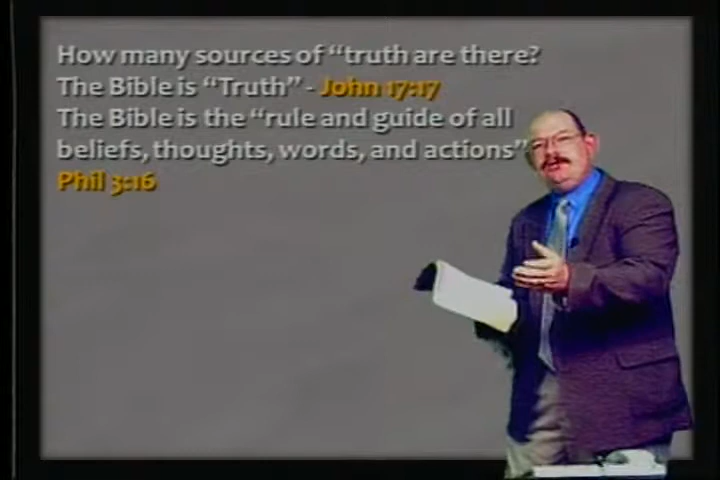 How many sources of “truth are there?
The Bible is “Truth” - John 17:17
The Bible is the “rule and guide of all
beliefs, thoughts, words, and actions”
Phil 3:16